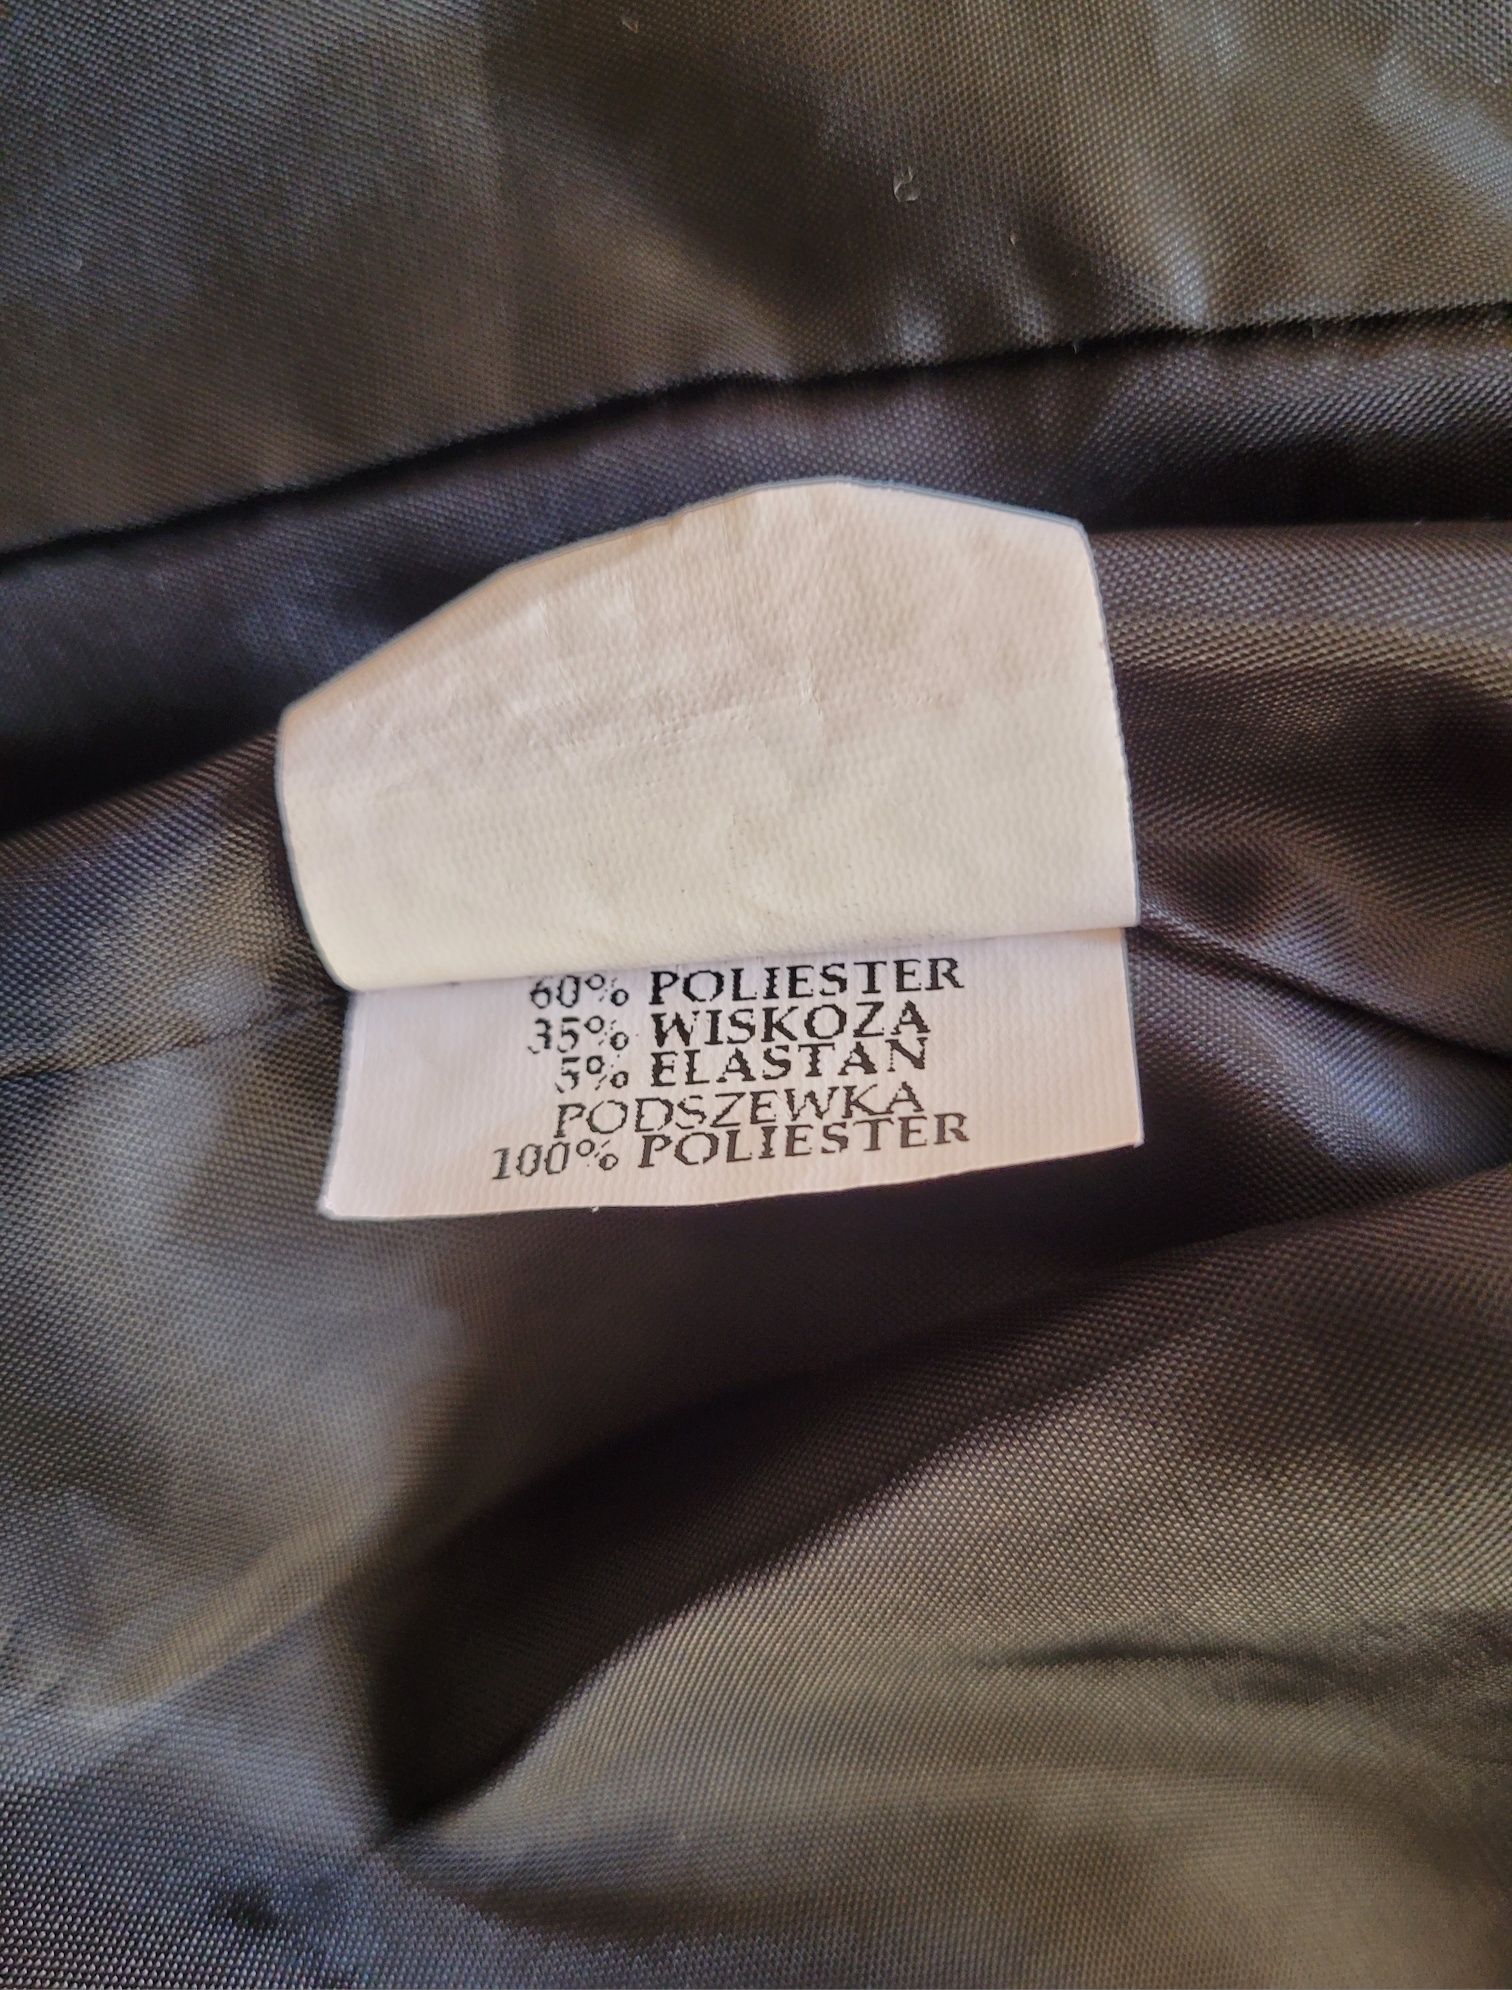 60% POLIESTER
35% WISKOZA
5% ELASTAN
PODSZEWKA
100% POLIESTER